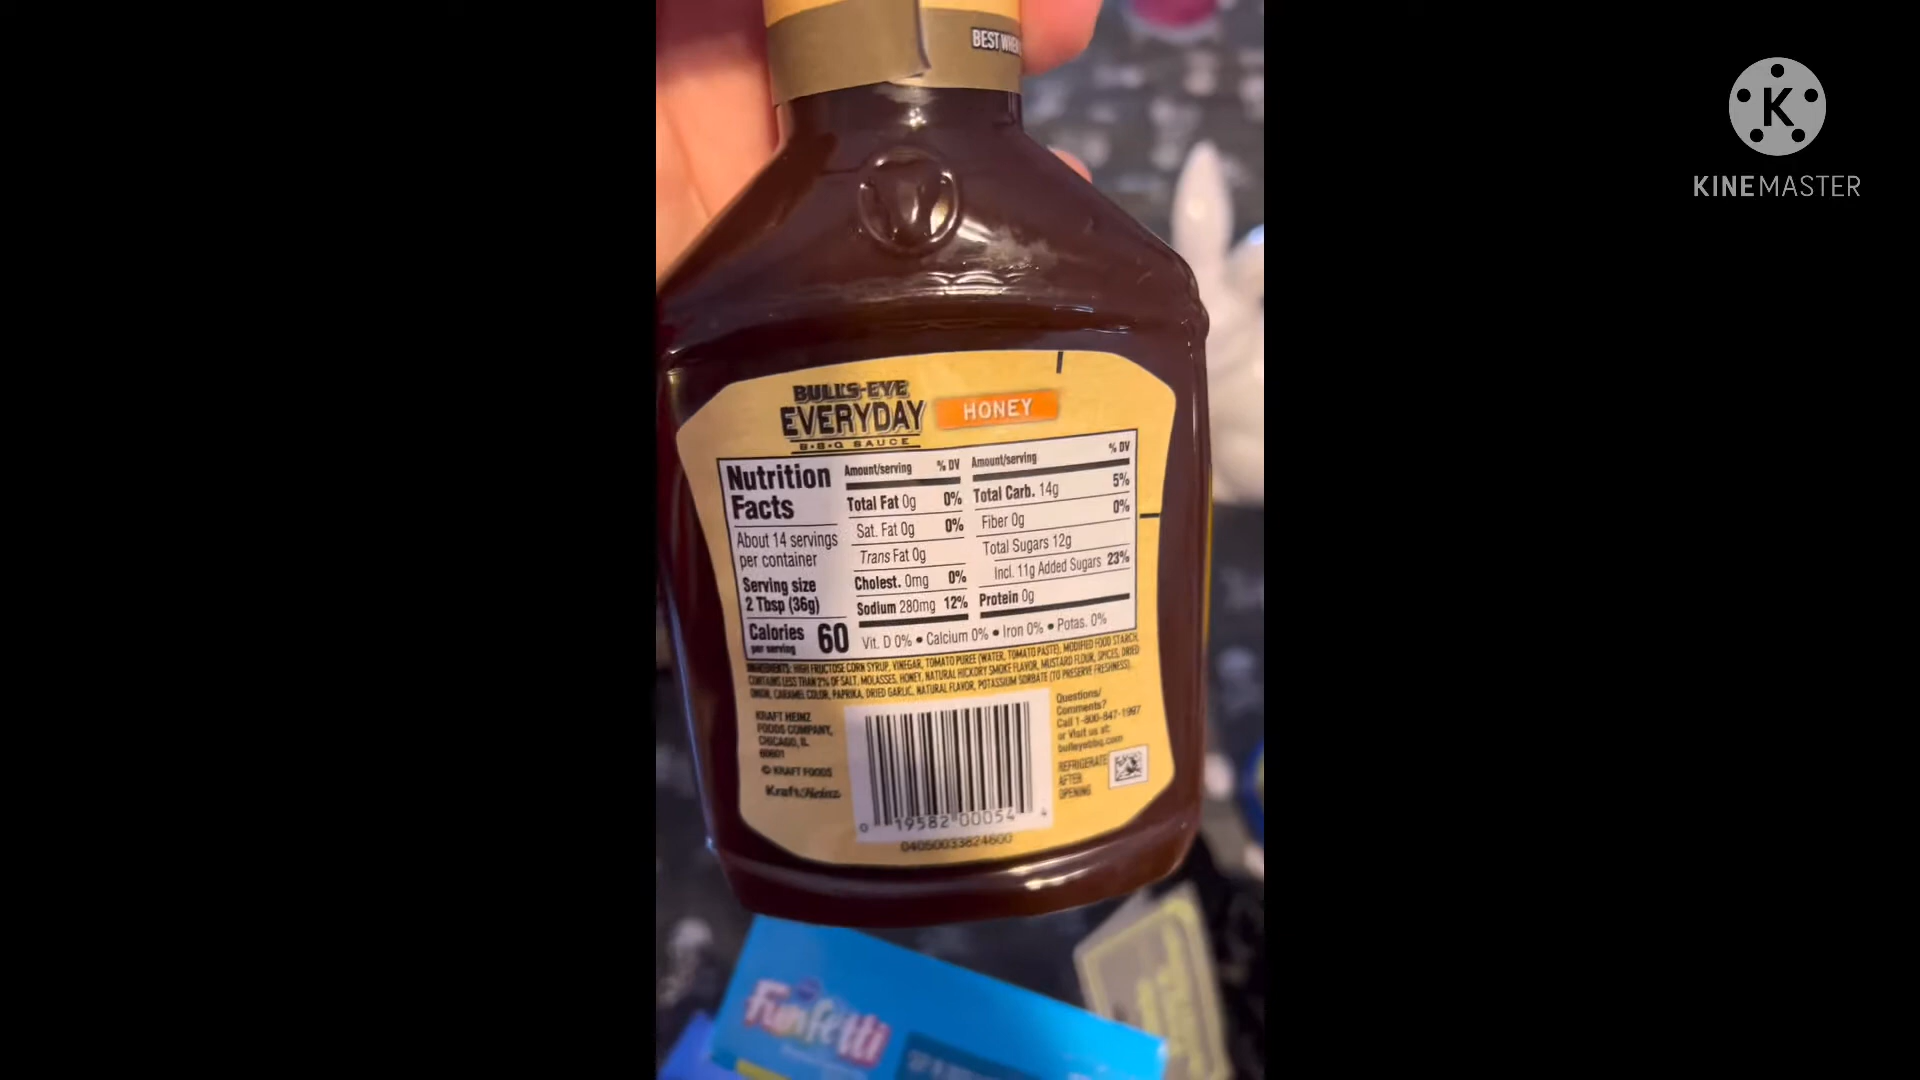 BEST WHEN
KINEMASTER
BULL'S-EYE
EVERYDAY
B·B·Q SAUCE
HONEY
Nutrition
Facts
About 14 servings
per container
Serving size
2 Tbsp (36g)
Calories 60
per serving
Amount/serving % DV
Total Fat 0g 0%
Sat. Fat 0g 0%
Trans Fat 0g
Cholest. 0mg 0%
Sodium 280mg 12%
Amount/serving % DV
Total Carb. 14g 5%
Fiber 0g 0%
Total Sugars 12g
Incl. 11g Added Sugars 23%
Protein 0g
Vit. D 0% • Calcium 0% • Iron 0% • Potas. 0%
INGREDIENTS: HIGH FRUCTOSE CORN SYRUP, VINEGAR, TOMATO PUREE (WATER, TOMATO PASTE), MODIFIED FOOD STARCH,
CONTAINS LESS THAN 2% OF SALT, MOLASSES, HONEY, NATURAL HICKORY SMOKE FLAVOR, MUSTARD FLOUR, SPICES, DRIED
ONION, CARAMEL COLOR, PAPRIKA, DRIED GARLIC, NATURAL FLAVOR, POTASSIUM SORBATE (TO PRESERVE FRESHNESS).
KRAFT HEINZ
FOODS COMPANY,
CHICAGO, IL
60601
© KRAFT FOODS
KraftHeinz
0 19582 00054 4
04050033824600
Questions/
Comments?
Call 1-800-847-1997
or Visit us at:
bullseyebbq.com
REFRIGERATE
AFTER
OPENING
Funfetti